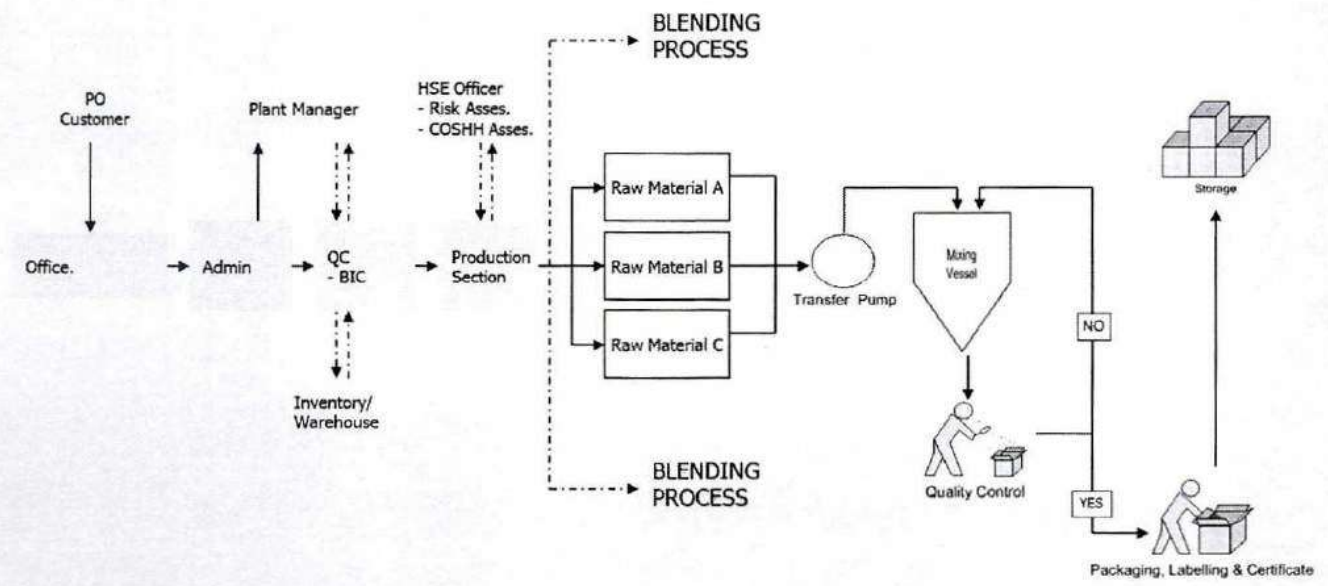 BLENDING
PROCESS
PO
Customer
Plant Manager
HSE Officer
- Risk Asses.
- COSHH Asses.
Office.
Admin
QC
- BIC
Production
Section
Inventory/
Warehouse
Raw Material A
Raw Material B
Raw Material C
Transfer Pump
Mixing
Vessel
NO
Quality Control
YES
BLENDING
PROCESS
Storage
Packaging, Labelling & Certificate